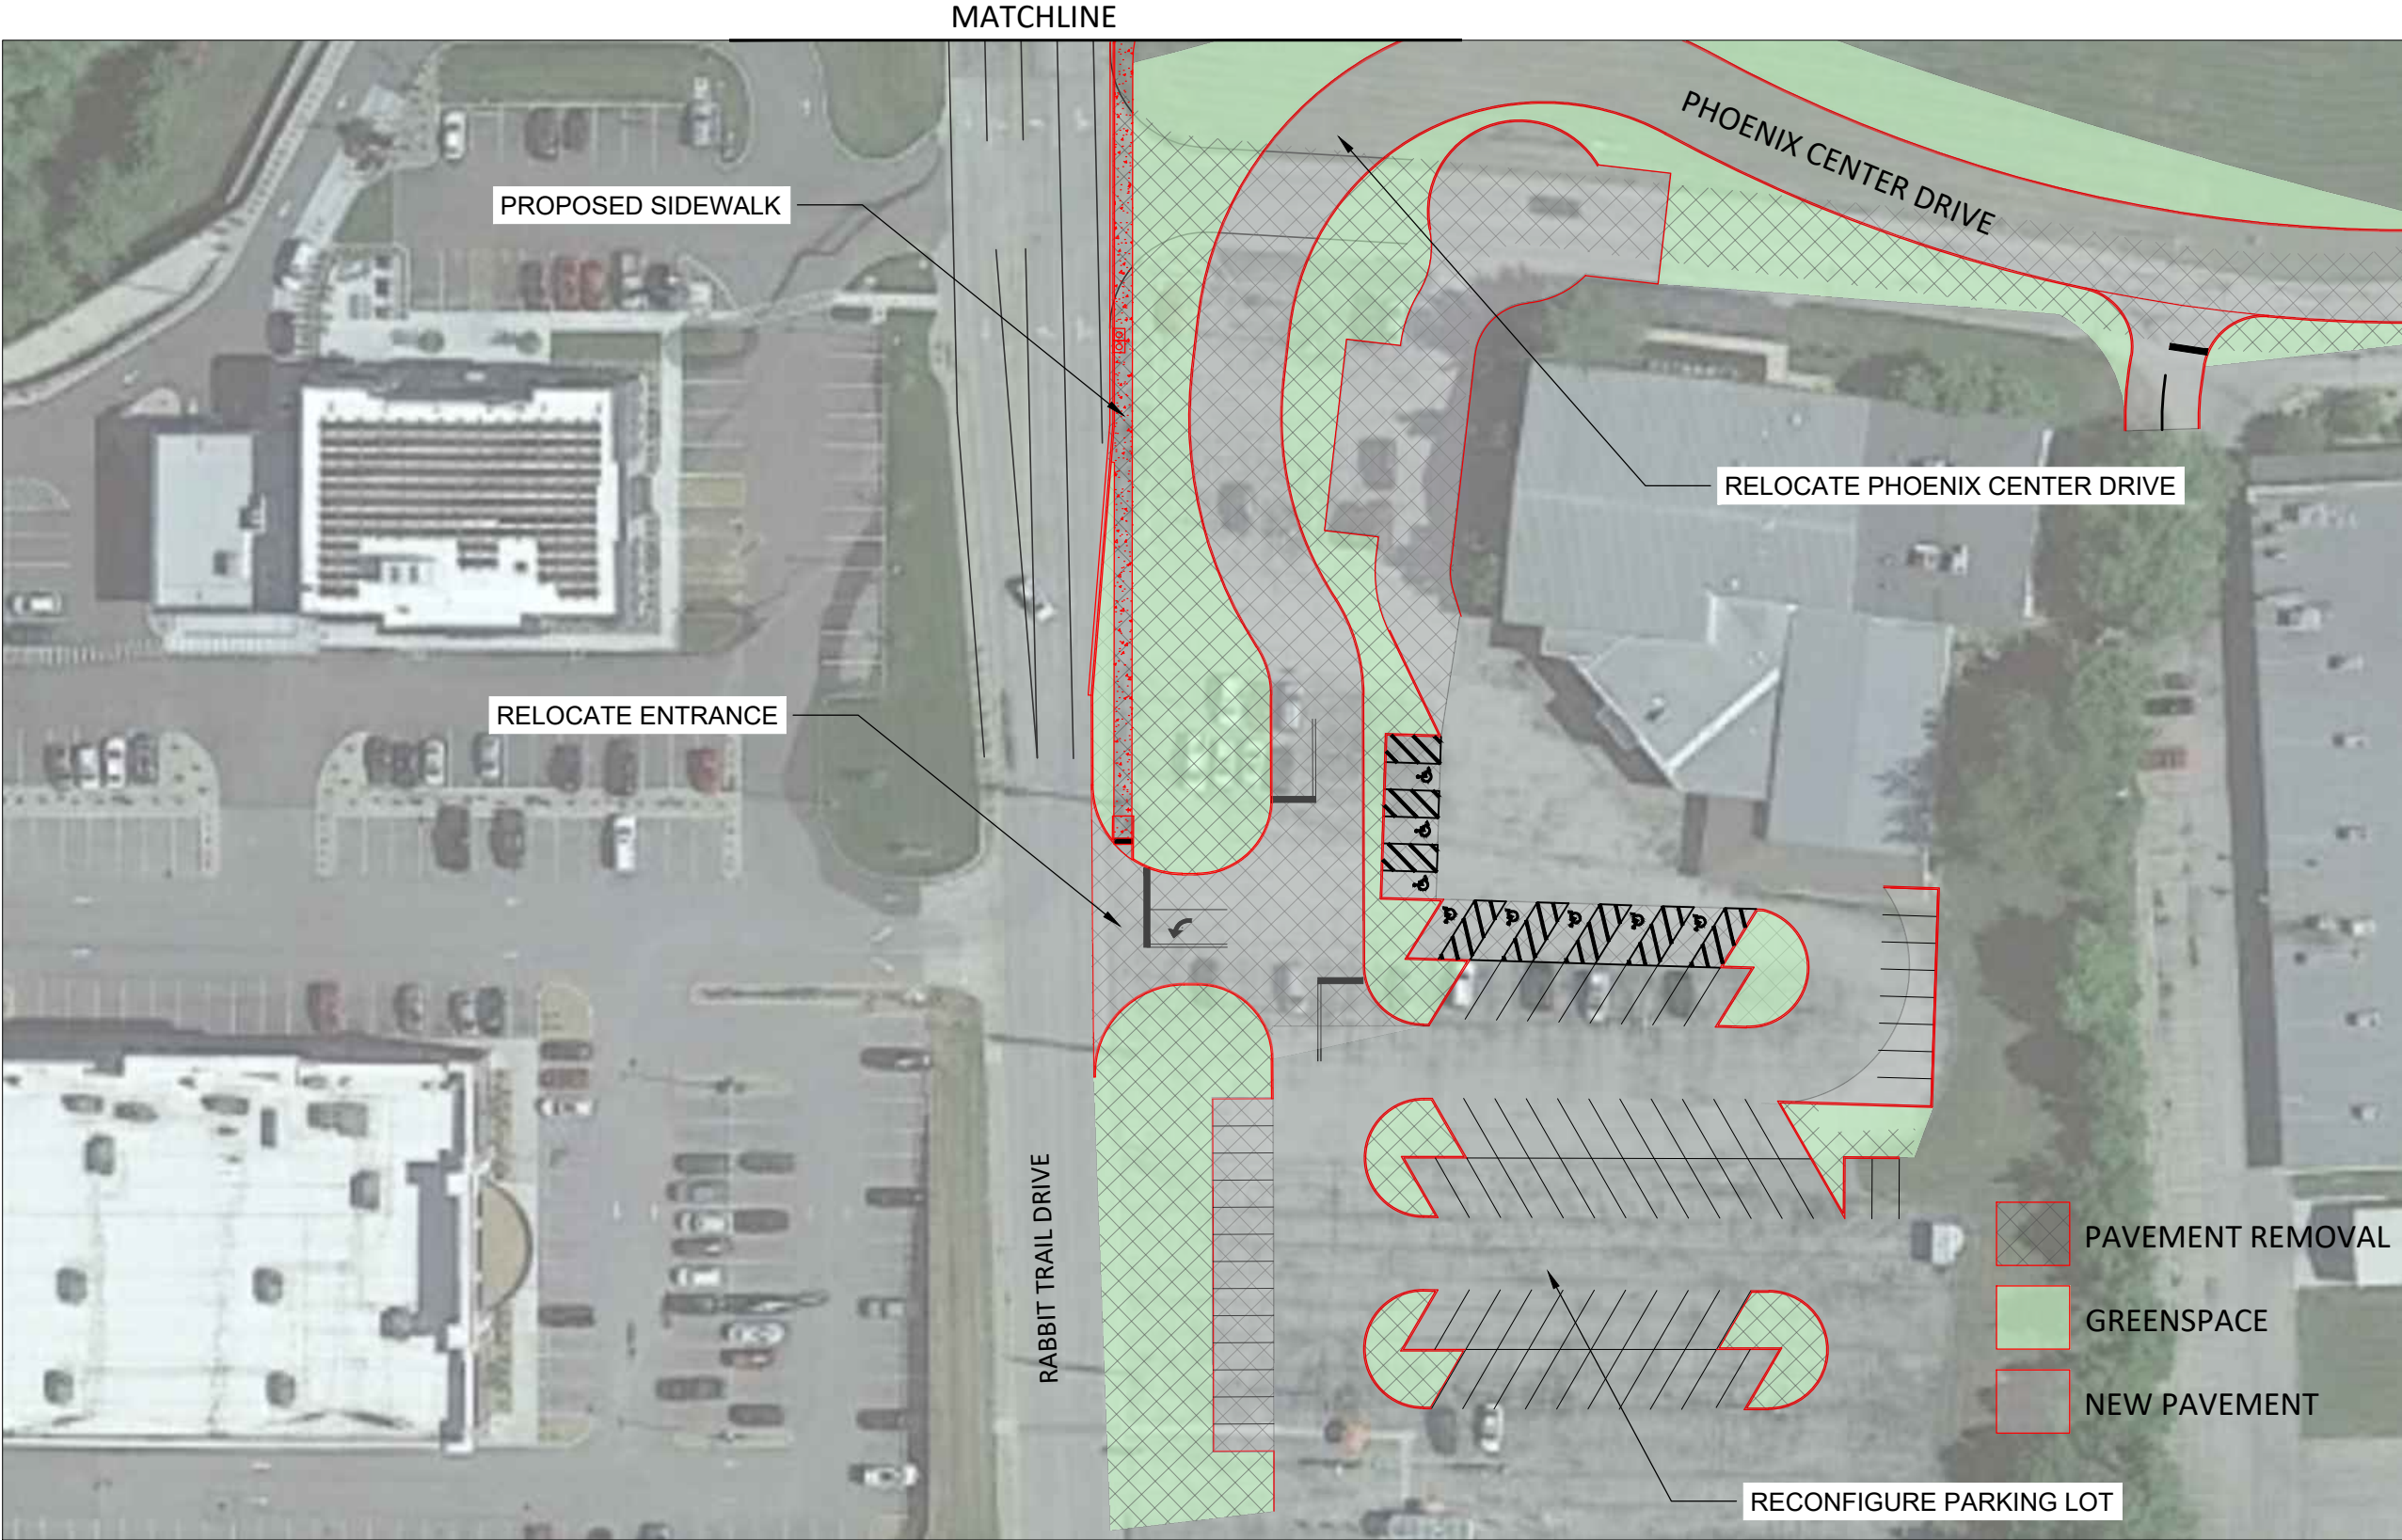 MATCHLINE
PHOENIX CENTER DRIVE
PROPOSED SIDEWALK
RELOCATE PHOENIX CENTER DRIVE
RELOCATE ENTRANCE
RABBIT TRAIL DRIVE
PAVEMENT REMOVAL
GREENSPACE
NEW PAVEMENT
RECONFIGURE PARKING LOT